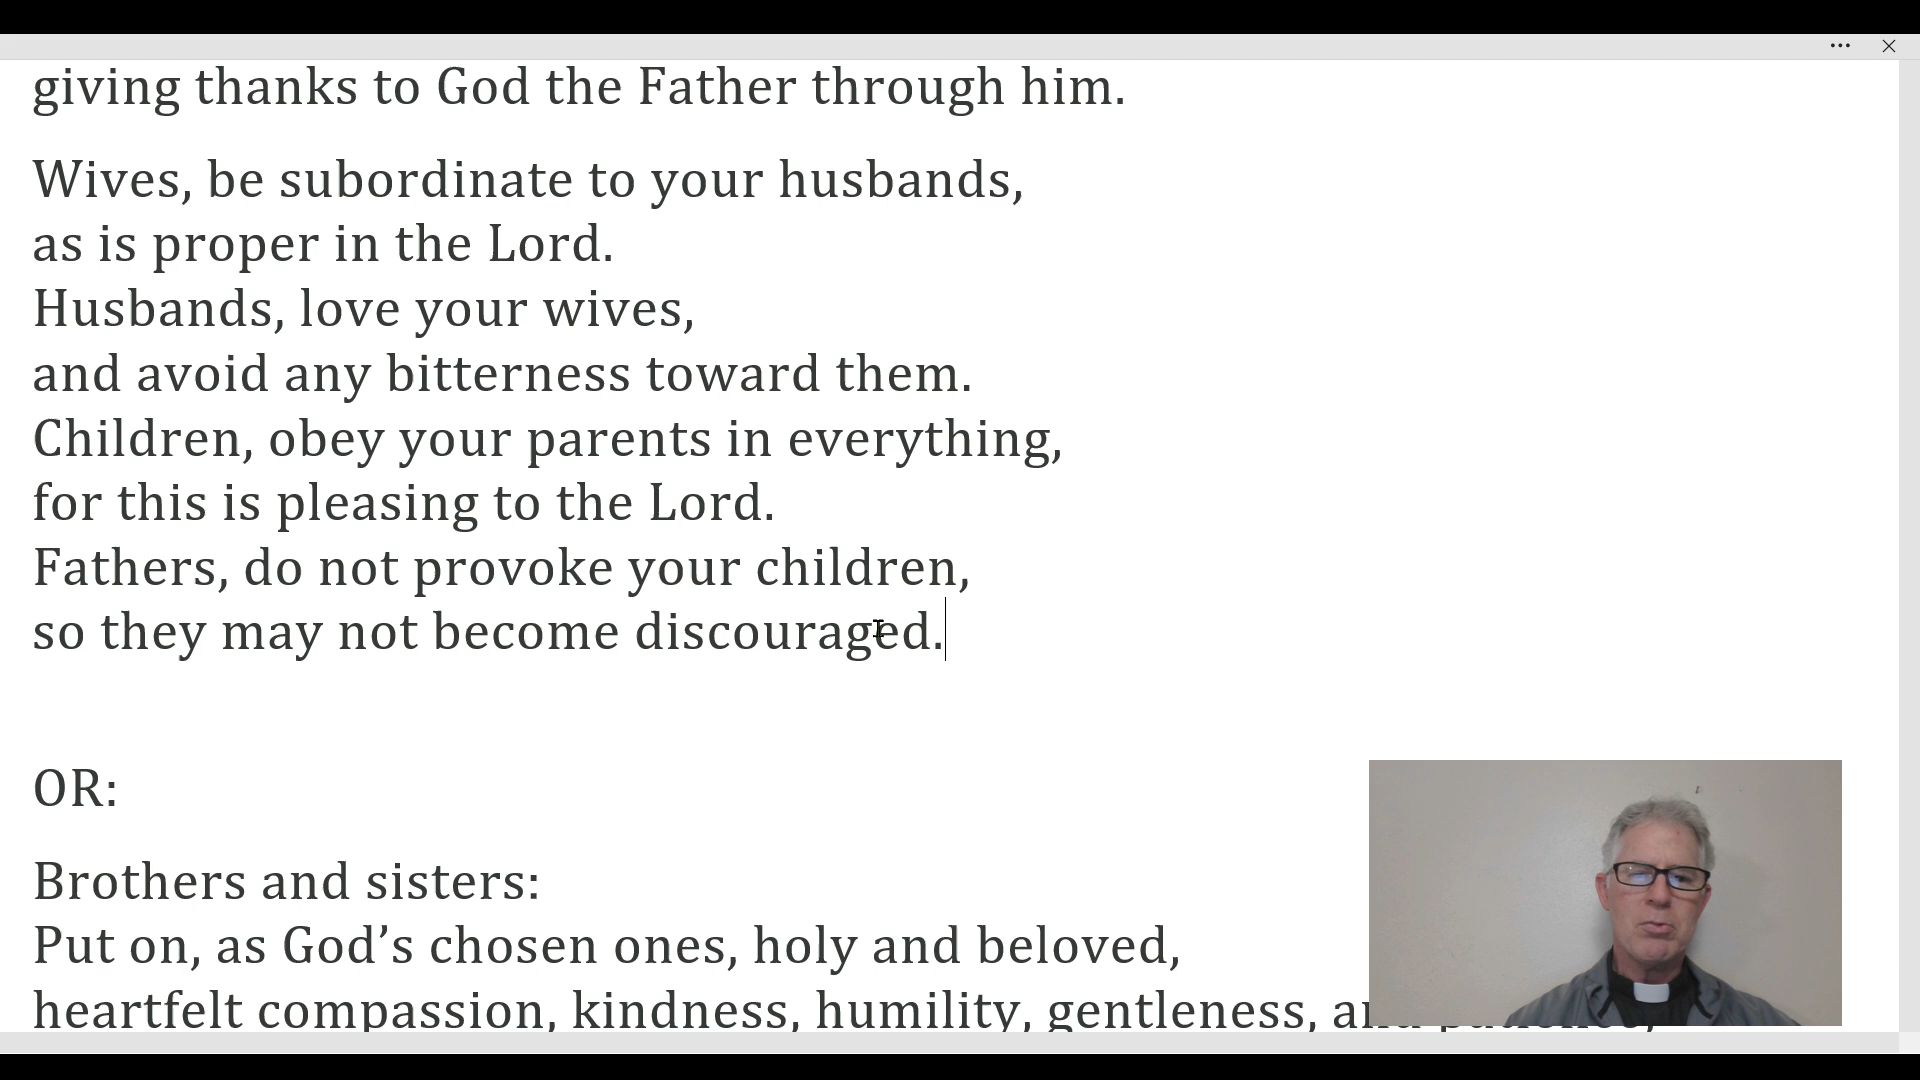 giving thanks to God the Father through him.
Wives, be subordinate to your husbands,
as is proper in the Lord.
Husbands, love your wives,
and avoid any bitterness toward them.
Children, obey your parents in everything,
for this is pleasing to the Lord.
Fathers, do not provoke your children,
so they may not become discouraged.
OR:
Brothers and sisters:
Put on, as God’s chosen ones, holy and beloved,
heartfelt compassion, kindness, humility, gentleness, and patience,